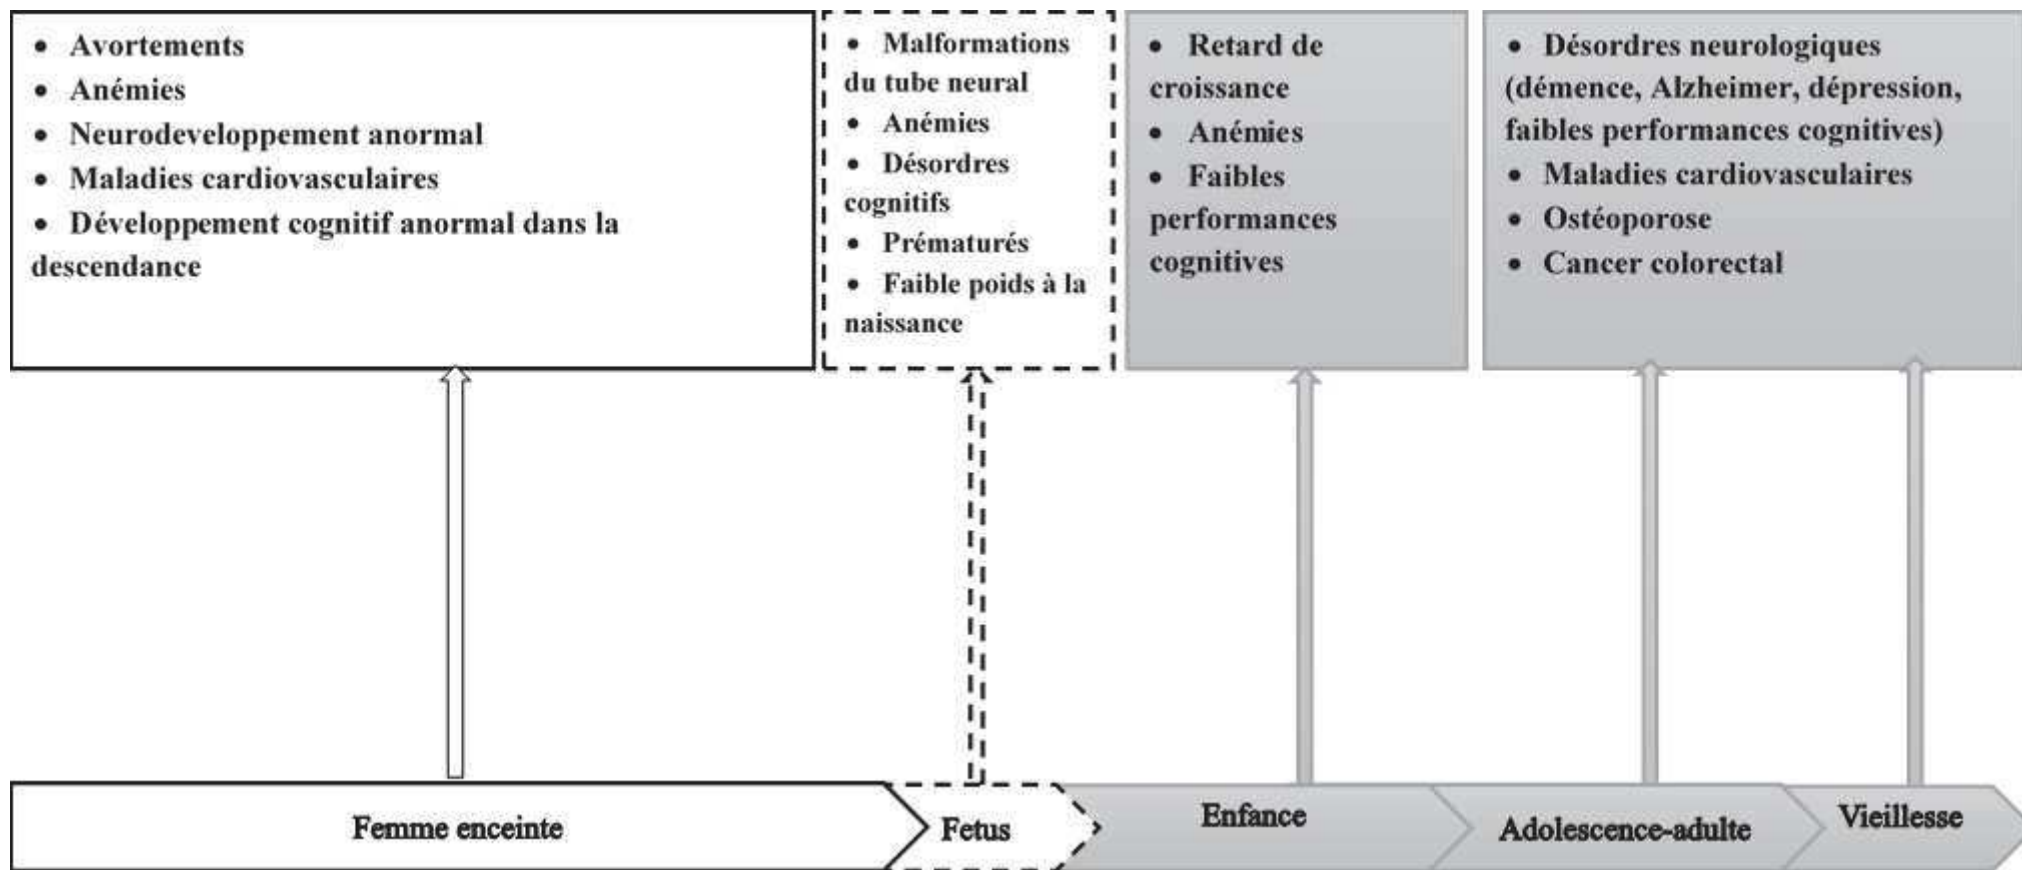 • Avortements
• Anémies
• Neurodeveloppement anormal
• Maladies cardiovasculaires
• Développement cognitif anormal dans la
descendance
• Malformations
du tube neural
• Anémies
• Désordres
cognitifs
• Prématurés
• Faible poids à la
naissance
• Retard de
croissance
• Anémies
• Faibles
performances
cognitives
• Désordres neurologiques
(démence, Alzheimer, dépression,
faibles performances cognitives)
• Maladies cardiovasculaires
• Ostéoporose
• Cancer colorectal
Femme enceinte
Fetus
Enfance
Adolescence-adulte
Vieillesse